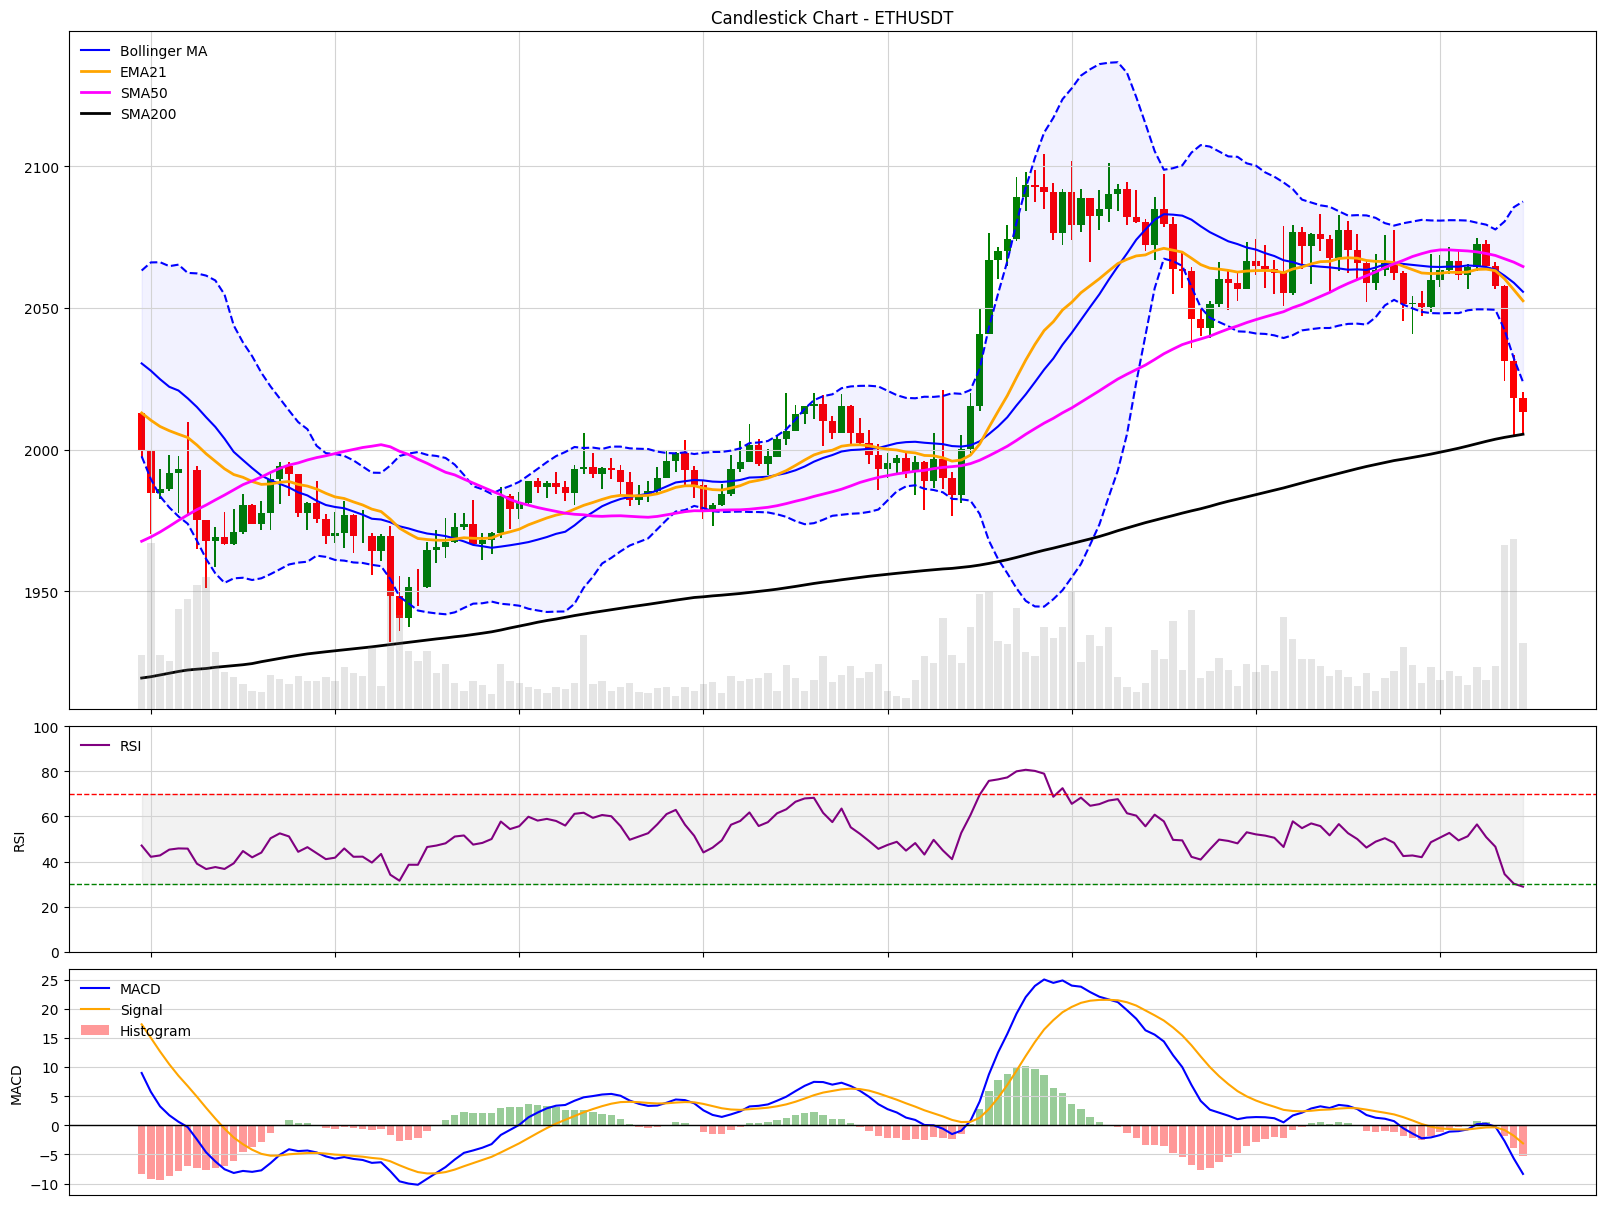 Candlestick Chart - ETHUSDT
Bollinger MA
EMA21
SMA50
SMA200
2100
2050
2000
1950
RSI
100
80
60
40
20
0
RSI
MACD
Signal
Histogram
25
20
15
10
5
0
−5
−10
MACD